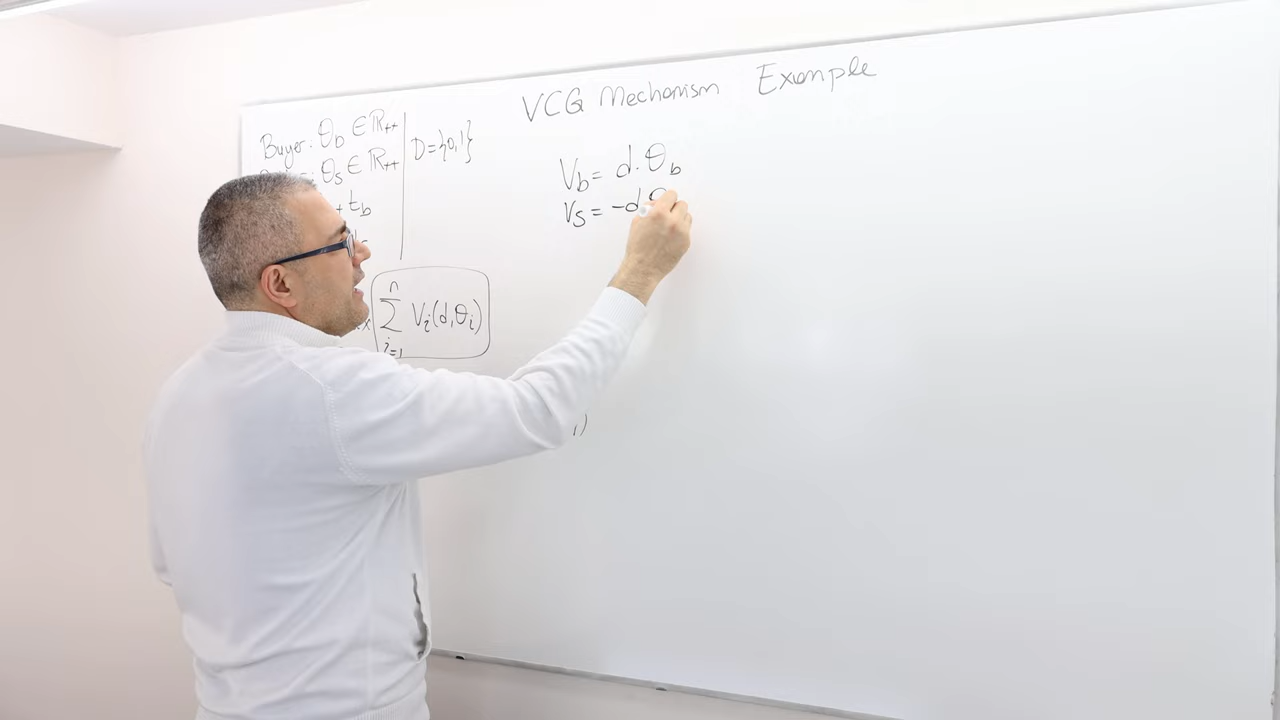 VCG Mechanism Example
Buyer: θb ∈ ℝ++
θs ∈ ℝ++
+ tb
D = {0,1}
n
∑ Vi(d,θi)
i=1
Vb = d.θb
Vs = -d